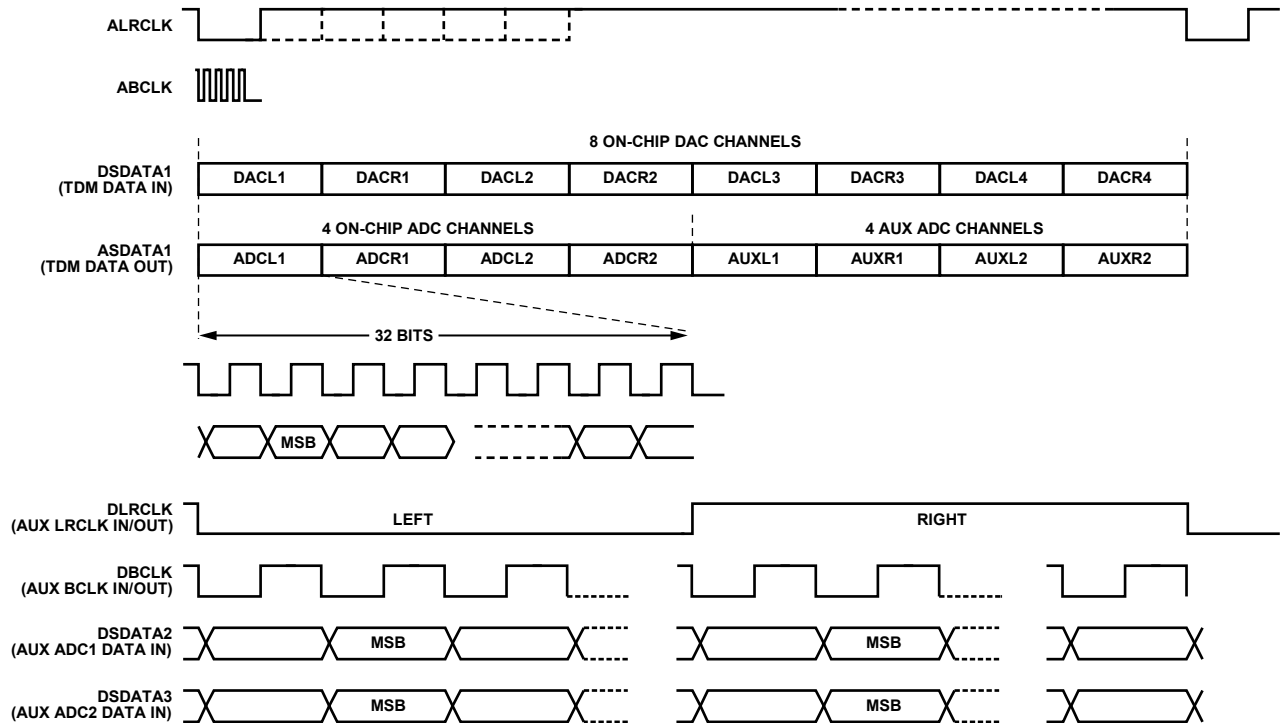 ALRCLK
ABCLK
8 ON-CHIP DAC CHANNELS
DSDATA1
(TDM DATA IN)
DACL1 DACR1 DACL2 DACR2 DACL3 DACR3 DACL4 DACR4
4 ON-CHIP ADC CHANNELS 4 AUX ADC CHANNELS
ASDATA1
(TDM DATA OUT)
ADCL1 ADCR1 ADCL2 ADCR2 AUXL1 AUXR1 AUXL2 AUXR2
32 BITS
MSB
DLRCLK
(AUX LRCLK IN/OUT)
LEFT RIGHT
DBCLK
(AUX BCLK IN/OUT)
DSDATA2
(AUX ADC1 DATA IN)
MSB MSB
DSDATA3
(AUX ADC2 DATA IN)
MSB MSB